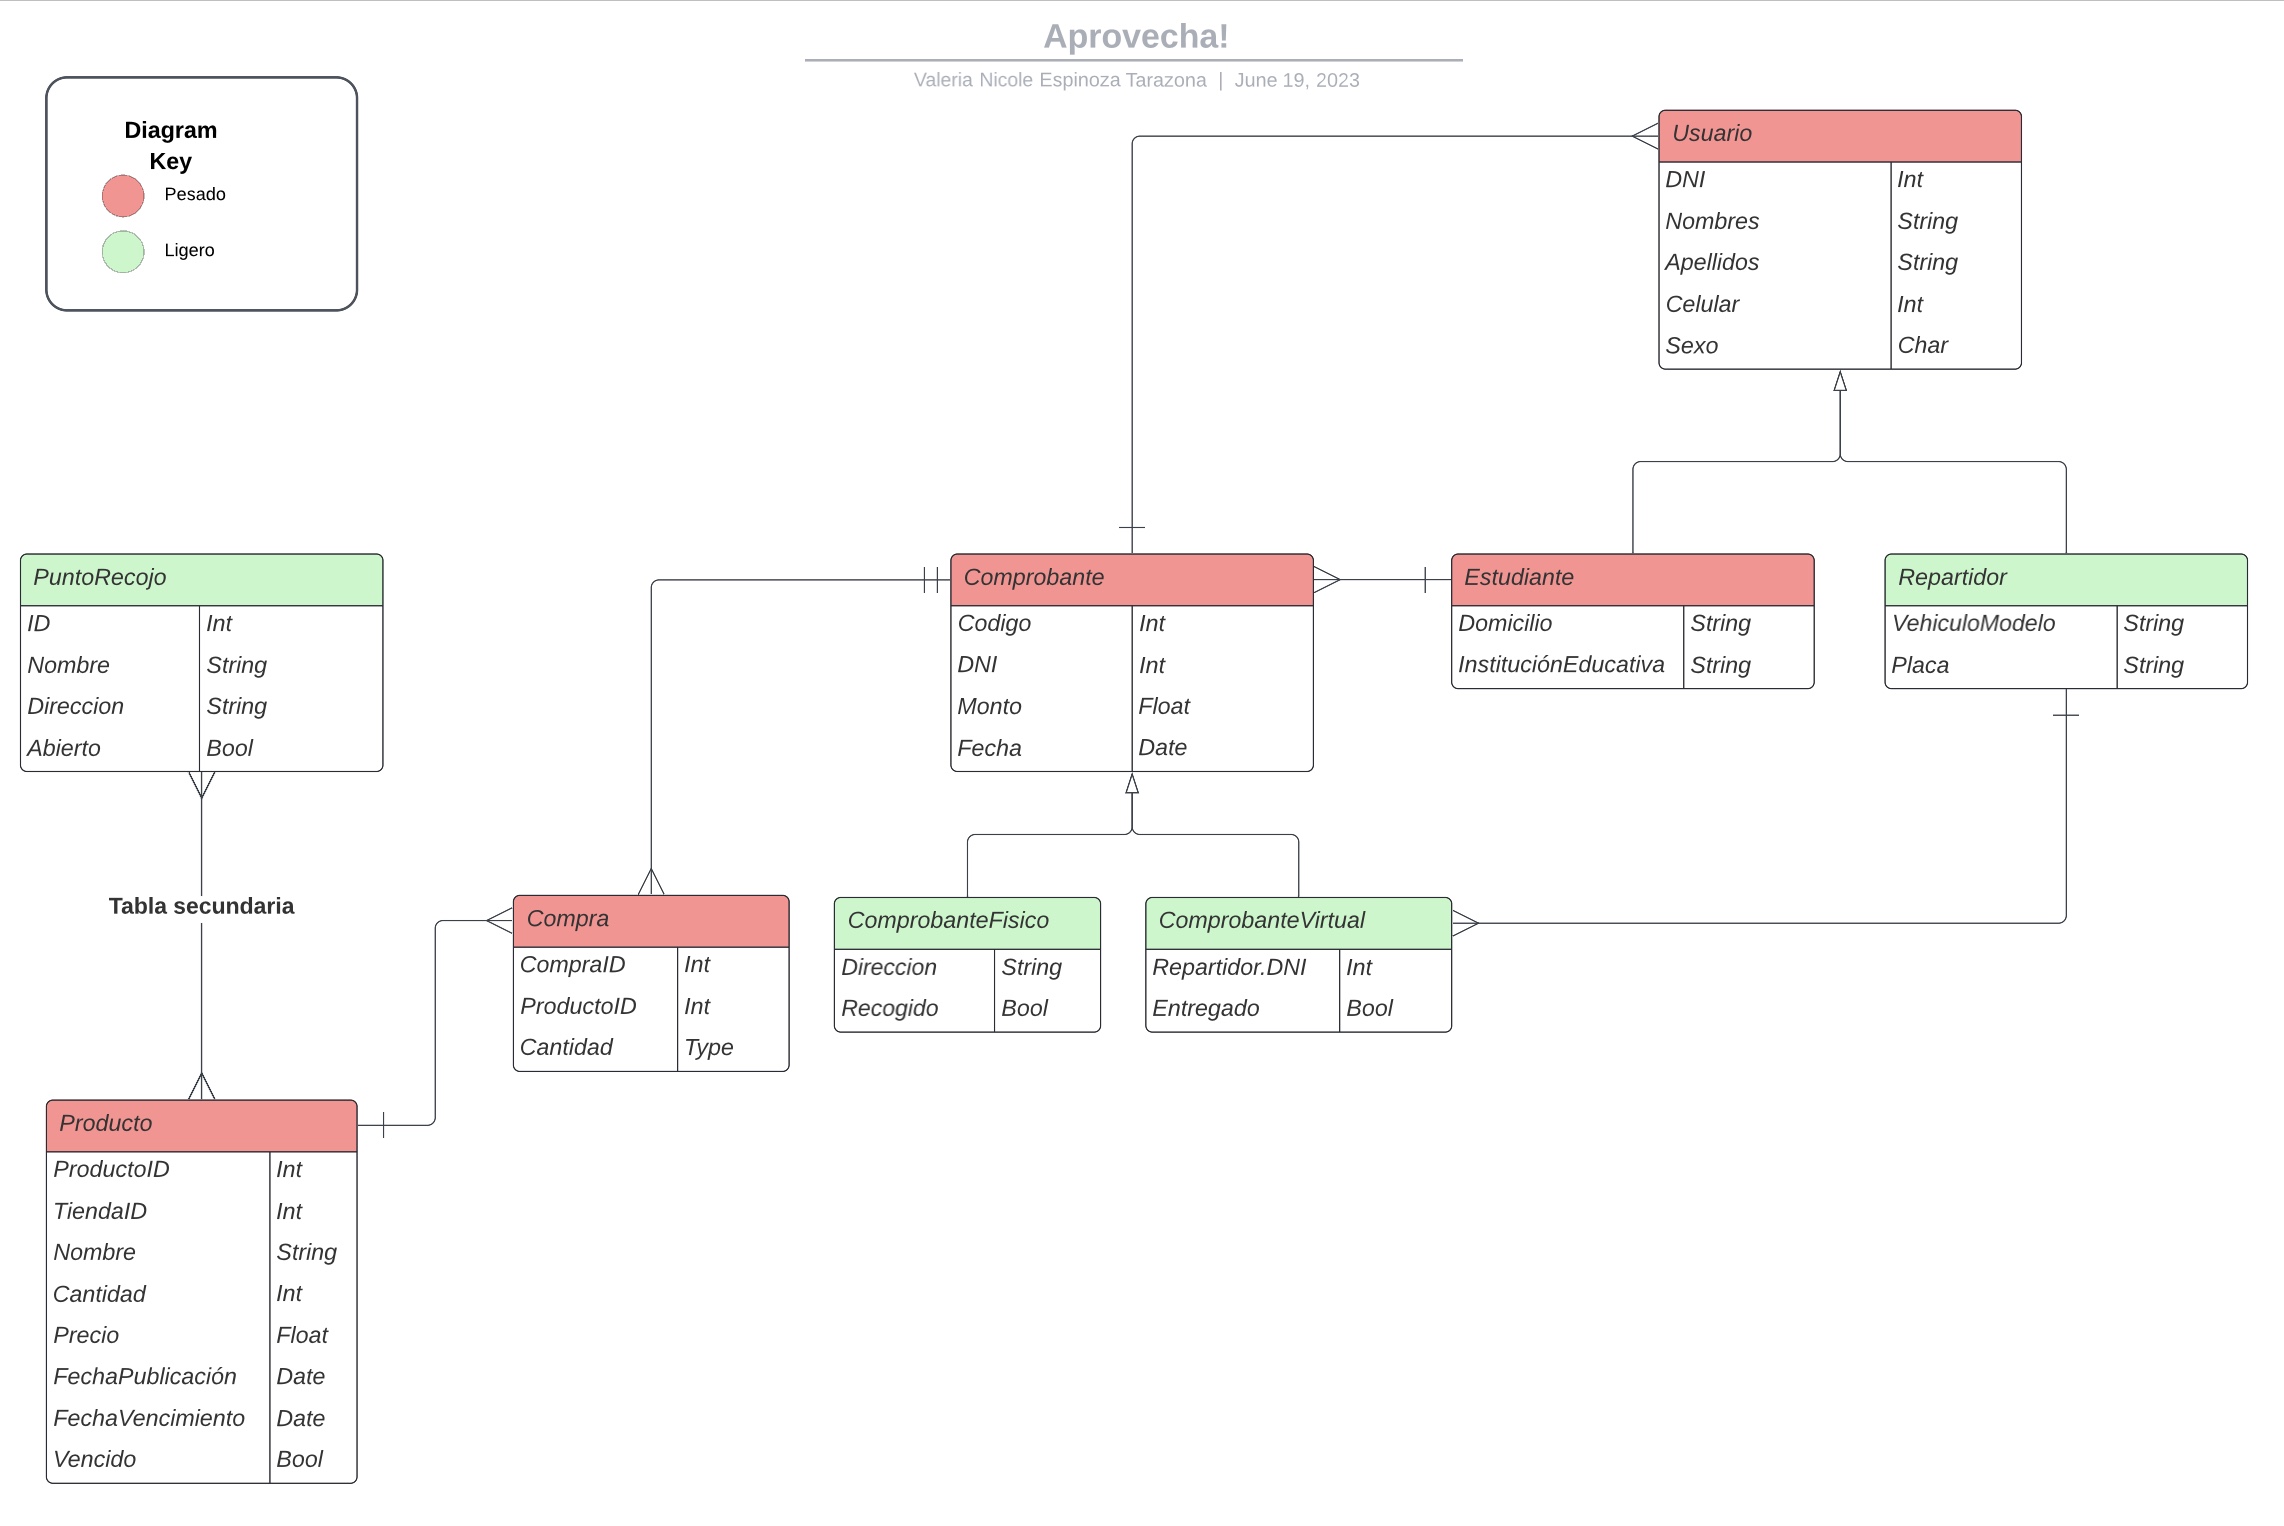 Aprovecha!
Valeria Nicole Espinoza Tarazona | June 19, 2023
Diagram
Key
Pesado
Ligero
Usuario
DNI Int
Nombres String
Apellidos String
Celular Int
Sexo Char
PuntoRecojo
ID Int
Nombre String
Direccion String
Abierto Bool
Comprobante
Codigo Int
DNI Int
Monto Float
Fecha Date
Estudiante
Domicilio String
InstituciónEducativa String
Repartidor
VehiculoModelo String
Placa String
Tabla secundaria
Compra
CompraID Int
ProductoID Int
Cantidad Type
ComprobanteFisico
Direccion String
Recogido Bool
ComprobanteVirtual
Repartidor.DNI Int
Entregado Bool
Producto
ProductoID Int
TiendaID Int
Nombre String
Cantidad Int
Precio Float
FechaPublicación Date
FechaVencimiento Date
Vencido Bool